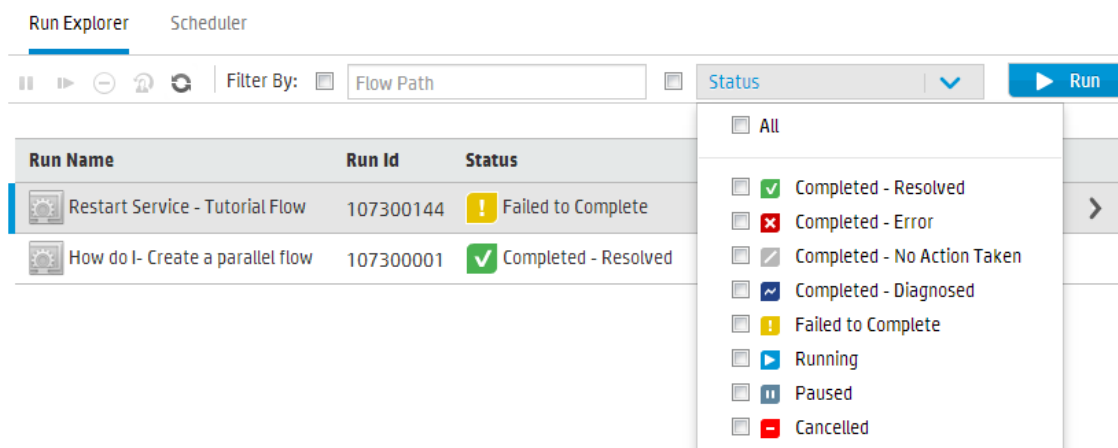 Run Explorer Scheduler
Filter By: Flow Path Status Run
All
Run Name Run Id Status
Restart Service - Tutorial Flow 107300144 Failed to Complete
How do I- Create a parallel flow 107300001 Completed - Resolved
Completed - Resolved
Completed - Error
Completed - No Action Taken
Completed - Diagnosed
Failed to Complete
Running
Paused
Cancelled